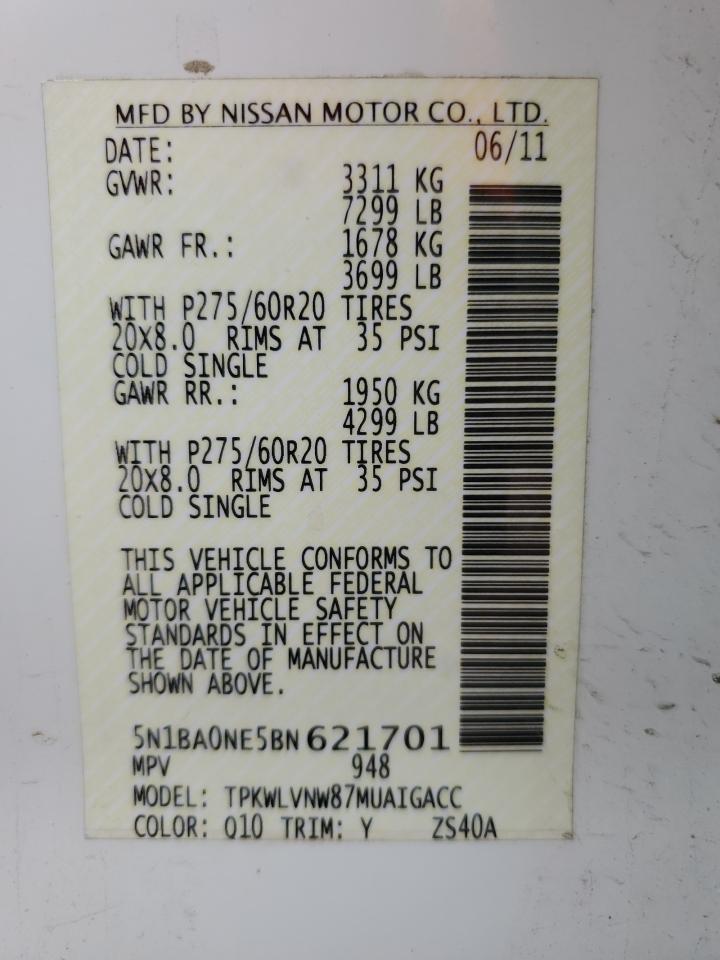 MFD BY NISSAN MOTOR CO., LTD.
DATE: 06/11
GVWR: 3311 KG
7299 LB
GAWR FR.: 1678 KG
3699 LB
WITH P275/60R20 TIRES
20X8.0 RIMS AT 35 PSI
COLD SINGLE
GAWR RR.: 1950 KG
4299 LB
WITH P275/60R20 TIRES
20X8.0 RIMS AT 35 PSI
COLD SINGLE
THIS VEHICLE CONFORMS TO
ALL APPLICABLE FEDERAL
MOTOR VEHICLE SAFETY
STANDARDS IN EFFECT ON
THE DATE OF MANUFACTURE
SHOWN ABOVE.
5N1BA0NE5BN 621701
MPV 948
MODEL: TPKWLVNW87MUAIGACC
COLOR: Q10 TRIM: Y ZS40A